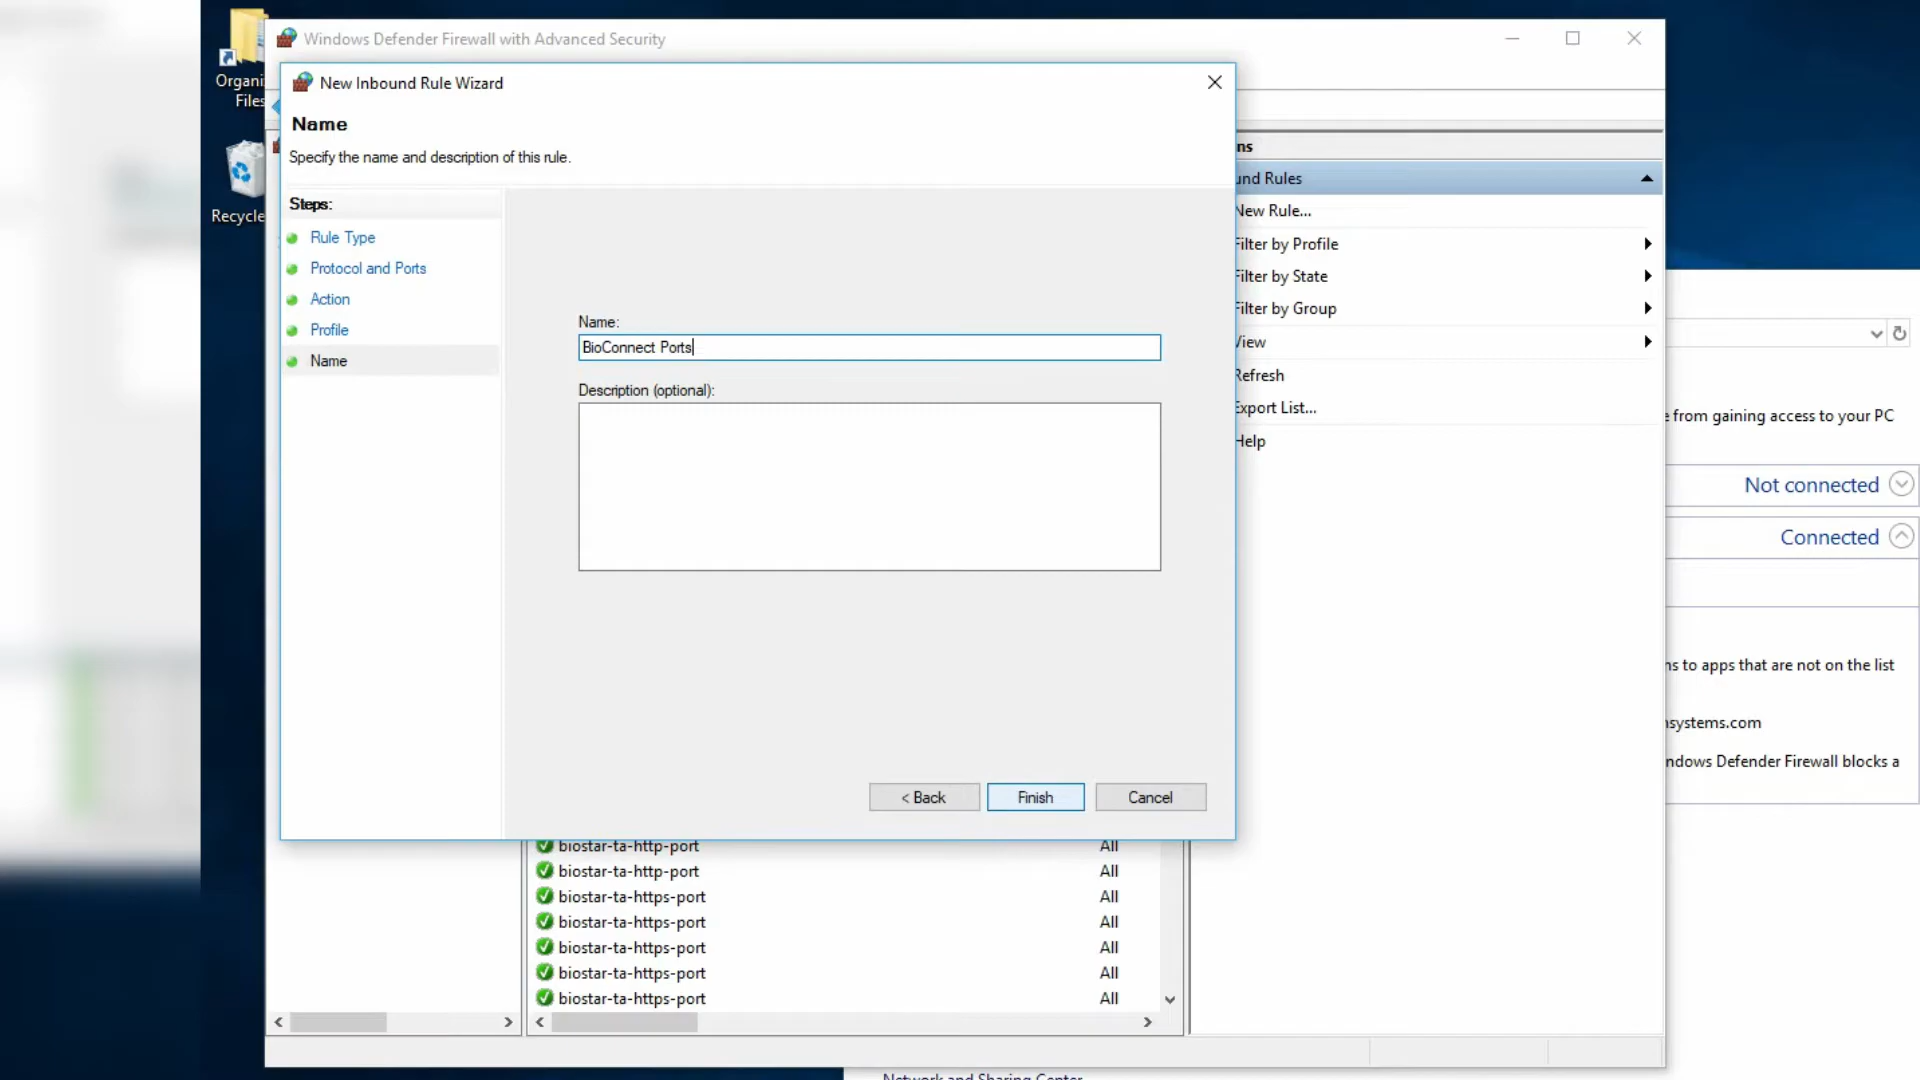 Organi
Files
Recycle
Windows Defender Firewall with Advanced Security
New Inbound Rule Wizard
Name
Specify the name and description of this rule.
Steps:
Rule Type
Protocol and Ports
Action
Profile
Name
Name:
BioConnect Ports
Description (optional):
< Back
Finish
Cancel
biostar-ta-http-port All
biostar-ta-http-port All
biostar-ta-https-port All
biostar-ta-https-port All
biostar-ta-https-port All
biostar-ta-https-port All
biostar-ta-https-port All
ns
und Rules
New Rule...
Filter by Profile
Filter by State
Filter by Group
View
Refresh
Export List...
Help
e from gaining access to your PC
Not connected
Connected
ns to apps that are not on the list
nsystems.com
ndows Defender Firewall blocks a
Network and Sharing Center